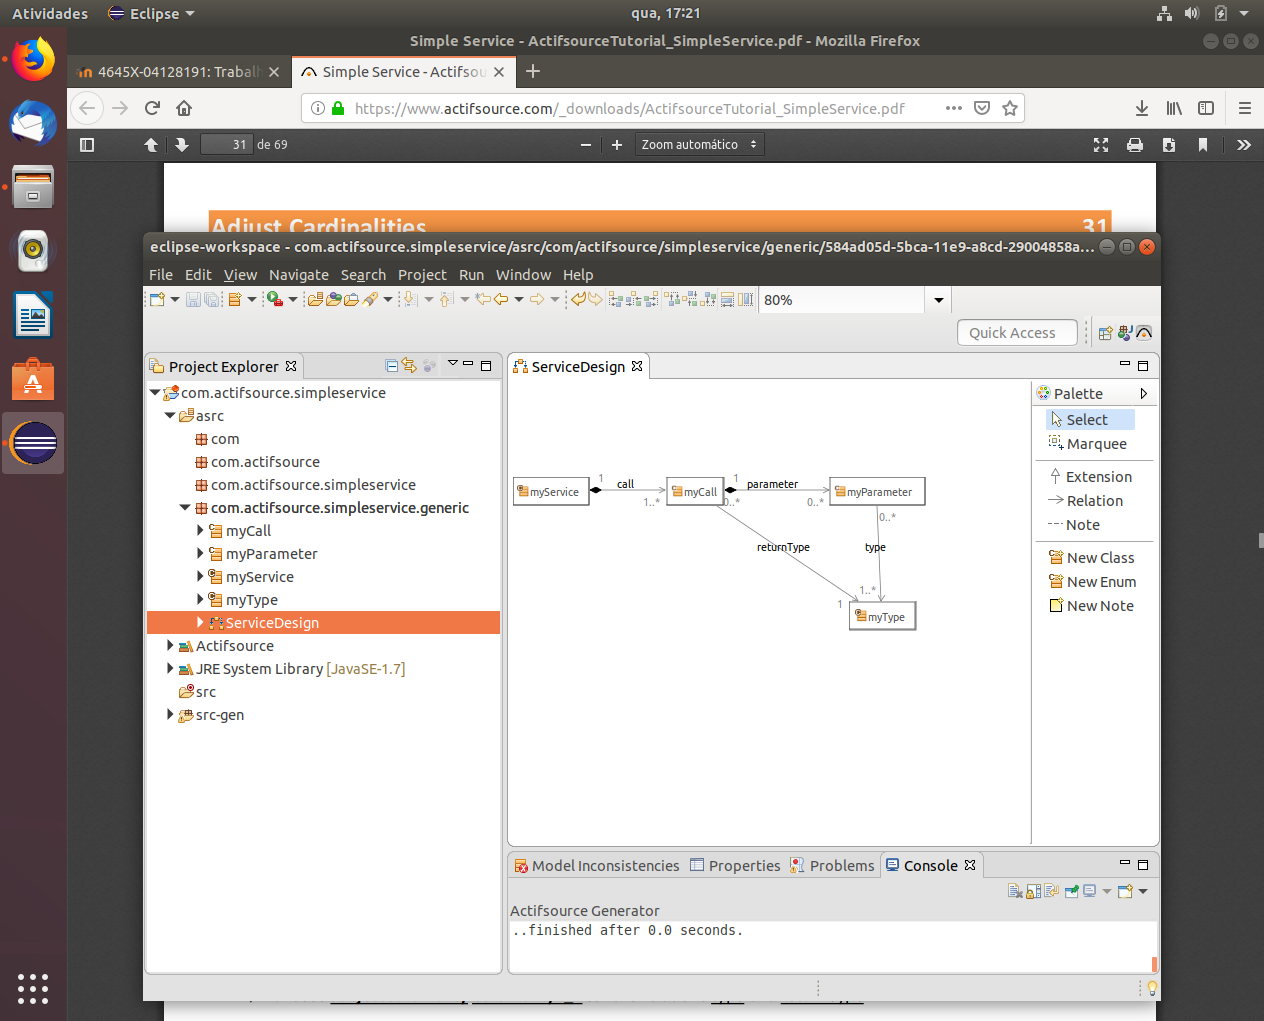 Atividades Eclipse qua, 17:21
Simple Service - ActifsourceTutorial_SimpleService.pdf - Mozilla Firefox
4645X-04128191: Trabalh Simple Service - Actifsou
https://www.actifsource.com/_downloads/ActifsourceTutorial_SimpleService.pdf
31 de 69 Zoom automático
Adjust Cardinalities 31
eclipse-workspace - com.actifsource.simpleservice/asrc/com/actifsource/simpleservice/generic/584ad05d-5bca-11e9-a8cd-29004858a...
File Edit View Navigate Search Project Run Window Help
80%
Quick Access
Project Explorer
com.actifsource.simpleservice
asrc
com
com.actifsource
com.actifsource.simpleservice
com.actifsource.simpleservice.generic
myCall
myParameter
myService
myType
ServiceDesign
Actifsource
JRE System Library [JavaSE-1.7]
src
src-gen
ServiceDesign
myService 1 call 1..* myCall 1 parameter 0..* myParameter
0..*
0..*
returnType type
1..*
1
myType
Palette
Select
Marquee
Extension
Relation
Note
New Class
New Enum
New Note
Model Inconsistencies Properties Problems Console
Actifsource Generator
..finished after 0.0 seconds.